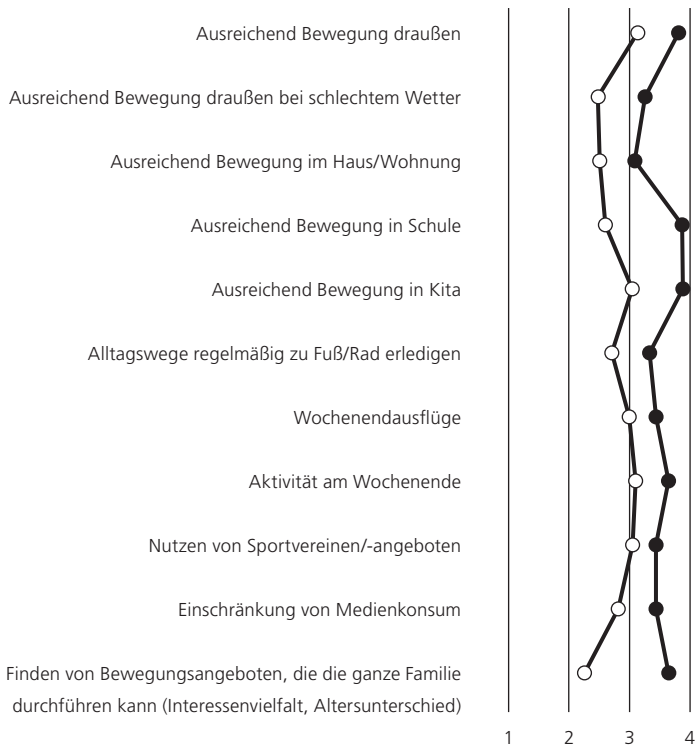 Ausreichend Bewegung draußen
Ausreichend Bewegung draußen bei schlechtem Wetter
Ausreichend Bewegung im Haus/Wohnung
Ausreichend Bewegung in Schule
Ausreichend Bewegung in Kita
Alltagswege regelmäßig zu Fuß/Rad erledigen
Wochenendausflüge
Aktivität am Wochenende
Nutzen von Sportvereinen/-angeboten
Einschränkung von Medienkonsum
Finden von Bewegungsangeboten, die die ganze Familie
durchführen kann (Interessenvielfalt, Altersunterschied)
1 2 3 4